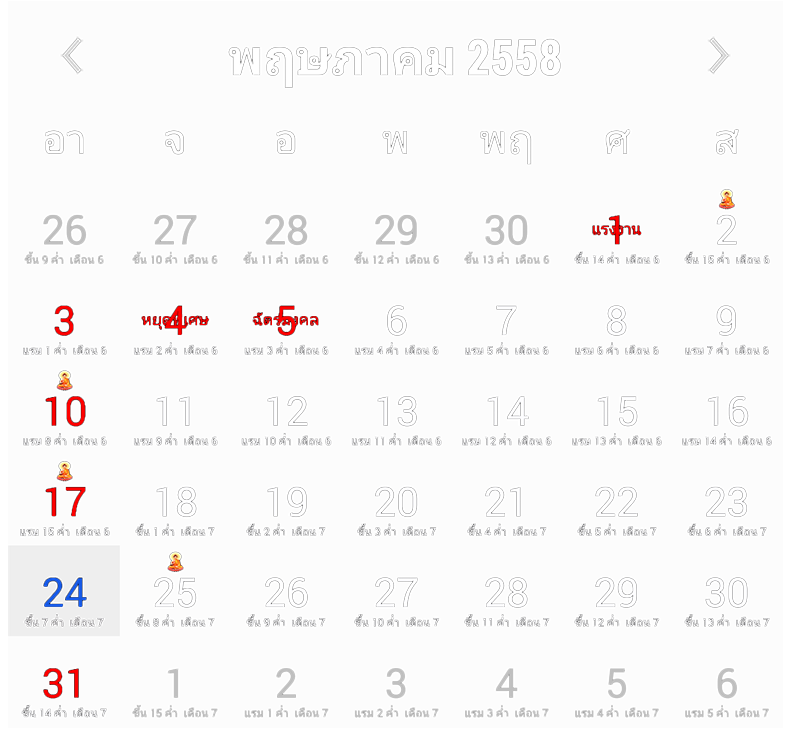 พฤษภาคม 2558
อา จ อ พ พฤ ศ ส
26 27 28 29 30 1 แรงงาน 2
ขึ้น 9 ค่ำ เดือน 6 ขึ้น 10 ค่ำ เดือน 6 ขึ้น 11 ค่ำ เดือน 6 ขึ้น 12 ค่ำ เดือน 6 ขึ้น 13 ค่ำ เดือน 6 ขึ้น 14 ค่ำ เดือน 6 ขึ้น 15 ค่ำ เดือน 6
3 4 หยุดพิเศษ 5 ฉัตรมงคล 6 7 8 9
แรม 1 ค่ำ เดือน 6 แรม 2 ค่ำ เดือน 6 แรม 3 ค่ำ เดือน 6 แรม 4 ค่ำ เดือน 6 แรม 5 ค่ำ เดือน 6 แรม 6 ค่ำ เดือน 6 แรม 7 ค่ำ เดือน 6
10 11 12 13 14 15 16
แรม 8 ค่ำ เดือน 6 แรม 9 ค่ำ เดือน 6 แรม 10 ค่ำ เดือน 6 แรม 11 ค่ำ เดือน 6 แรม 12 ค่ำ เดือน 6 แรม 13 ค่ำ เดือน 6 แรม 14 ค่ำ เดือน 6
17 18 19 20 21 22 23
แรม 15 ค่ำ เดือน 6 ขึ้น 1 ค่ำ เดือน 7 ขึ้น 2 ค่ำ เดือน 7 ขึ้น 3 ค่ำ เดือน 7 ขึ้น 4 ค่ำ เดือน 7 ขึ้น 5 ค่ำ เดือน 7 ขึ้น 6 ค่ำ เดือน 7
24 25 26 27 28 29 30
ขึ้น 7 ค่ำ เดือน 7 ขึ้น 8 ค่ำ เดือน 7 ขึ้น 9 ค่ำ เดือน 7 ขึ้น 10 ค่ำ เดือน 7 ขึ้น 11 ค่ำ เดือน 7 ขึ้น 12 ค่ำ เดือน 7 ขึ้น 13 ค่ำ เดือน 7
31 1 2 3 4 5 6
ขึ้น 14 ค่ำ เดือน 7 ขึ้น 15 ค่ำ เดือน 7 แรม 1 ค่ำ เดือน 7 แรม 2 ค่ำ เดือน 7 แรม 3 ค่ำ เดือน 7 แรม 4 ค่ำ เดือน 7 แรม 5 ค่ำ เดือน 7